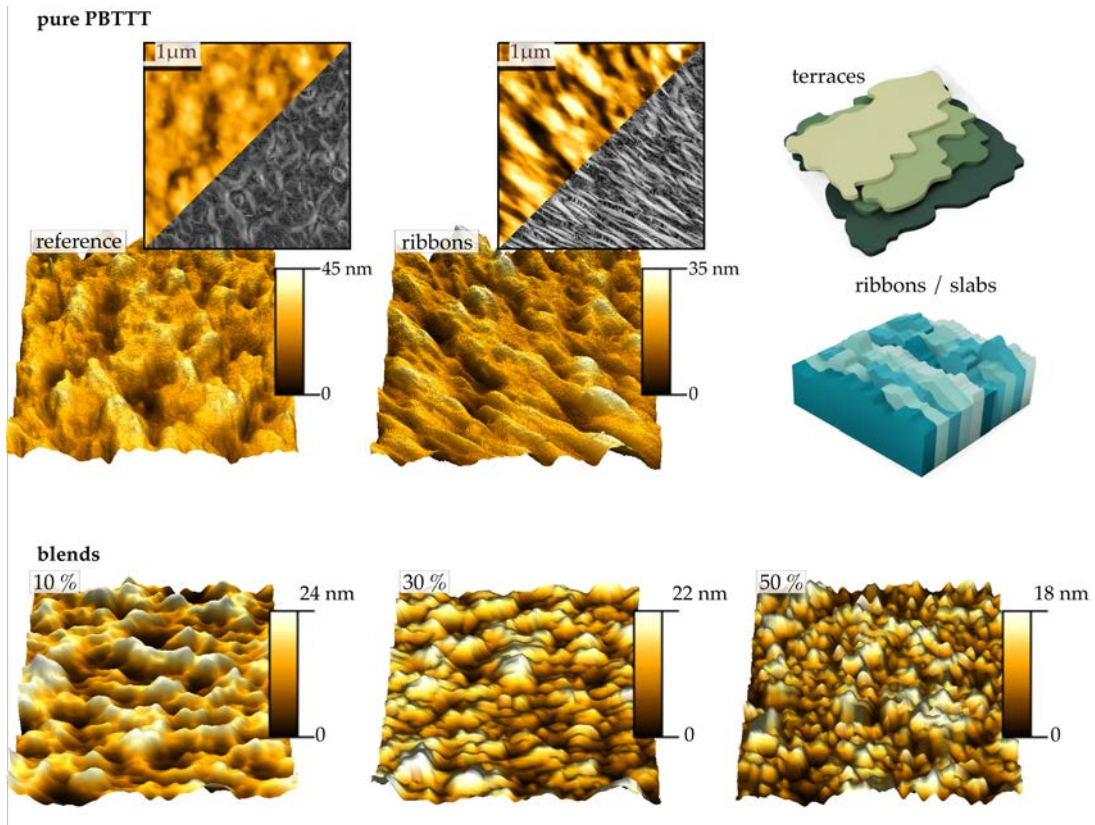 pure PBTTT
1μm
1μm
terraces
reference
45 nm
0
ribbons
35 nm
0
ribbons / slabs
blends
10 %
24 nm
0
30 %
22 nm
0
50 %
18 nm
0